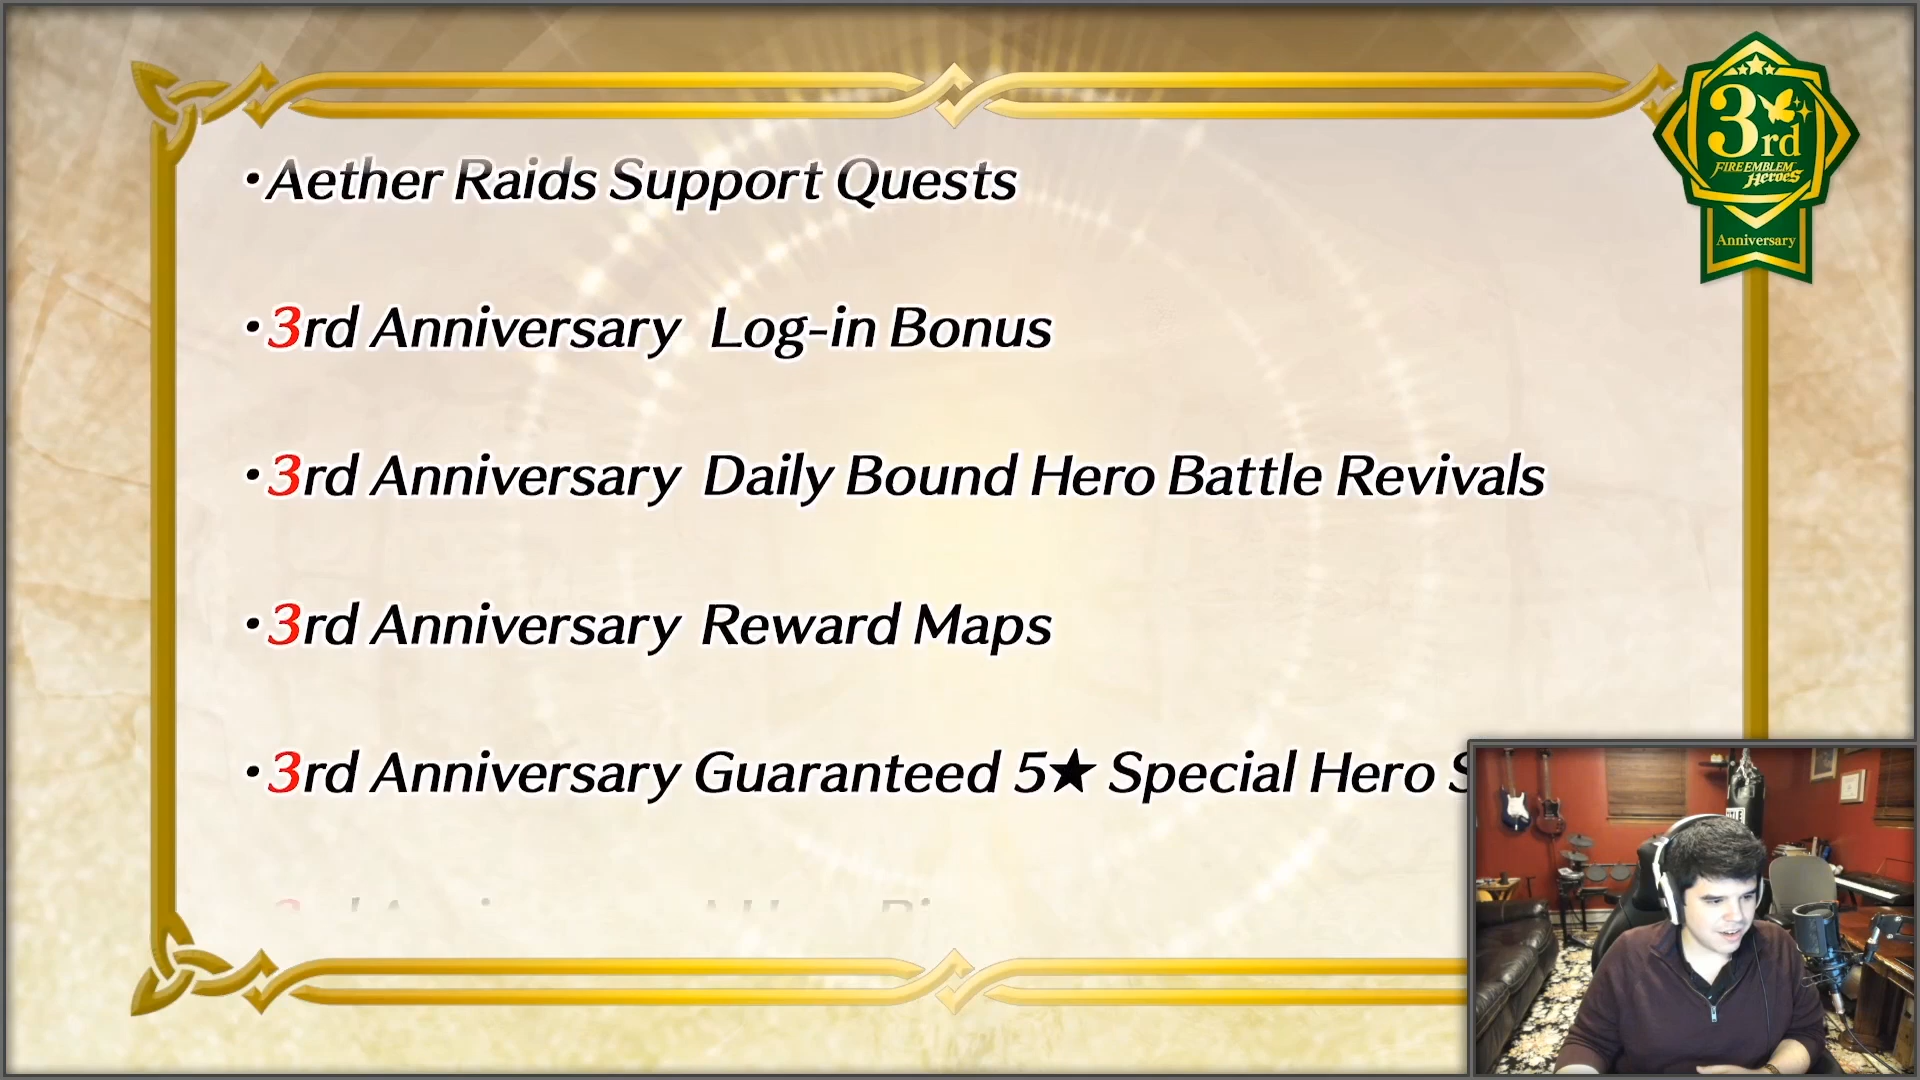 ・Aether Raids Support Quests
・3rd Anniversary Log-in Bonus
・3rd Anniversary Daily Bound Hero Battle Revivals
・3rd Anniversary Reward Maps
・3rd Anniversary Guaranteed 5★ Special Hero S
3rd
FIRE EMBLEM
Heroes
Anniversary